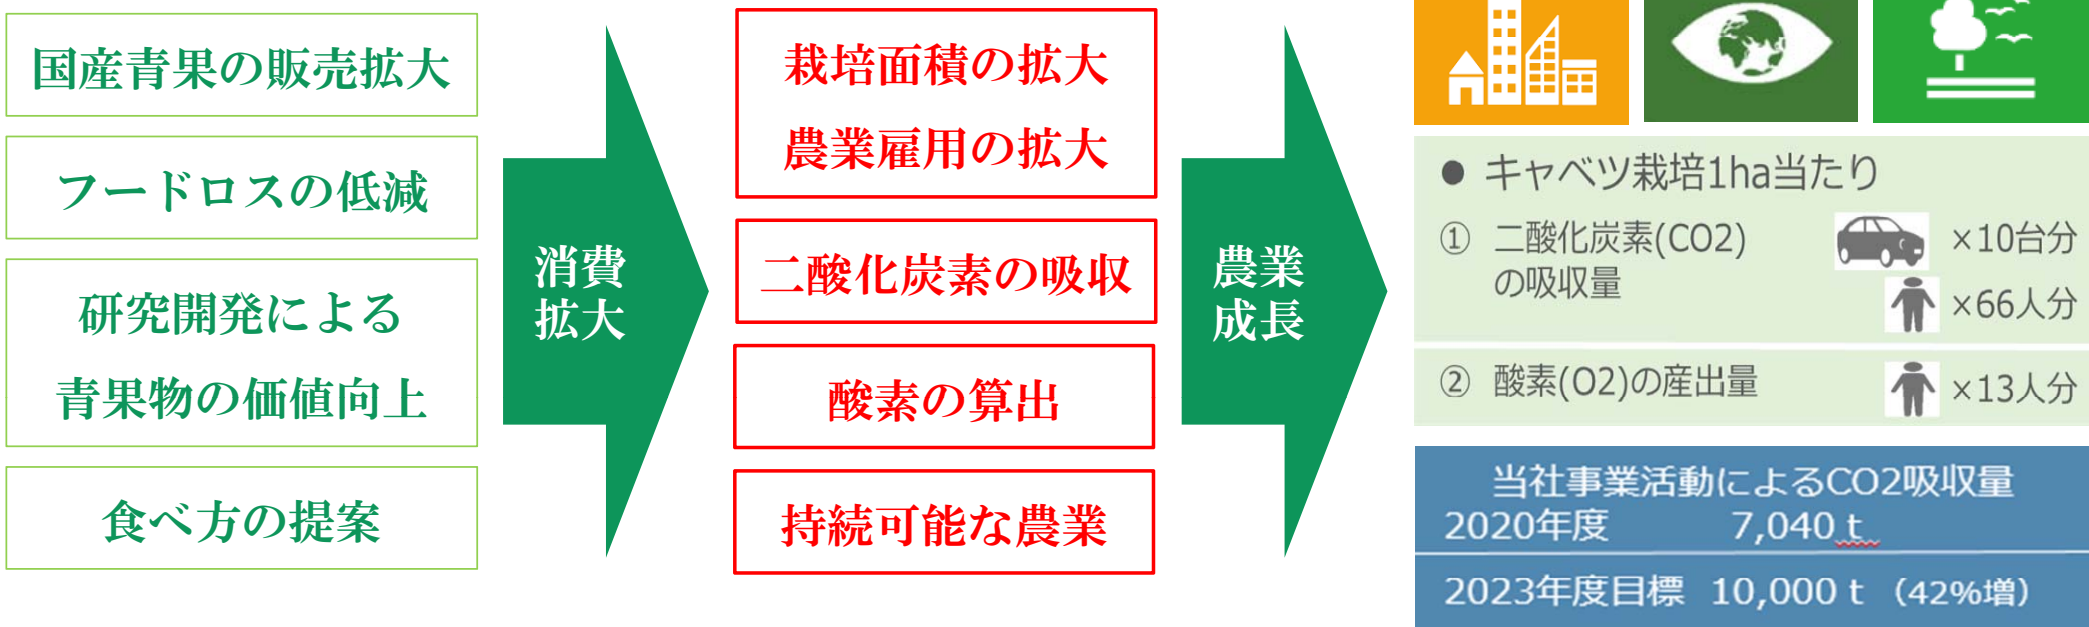 国産青果の販売拡大
フードロスの低減
研究開発による
青果物の価値向上
食べ方の提案
消費
拡大
栽培面積の拡大
農業雇用の拡大
二酸化炭素の吸収
酸素の算出
持続可能な農業
農業
成長
● キャベツ栽培1ha当たり
① 二酸化炭素(CO2) ×10台分
の吸収量 ×66人分
② 酸素(O2)の産出量 ×13人分
当社事業活動によるCO2吸収量
2020年度 7,040 t
2023年度目標 10,000 t （42%増）